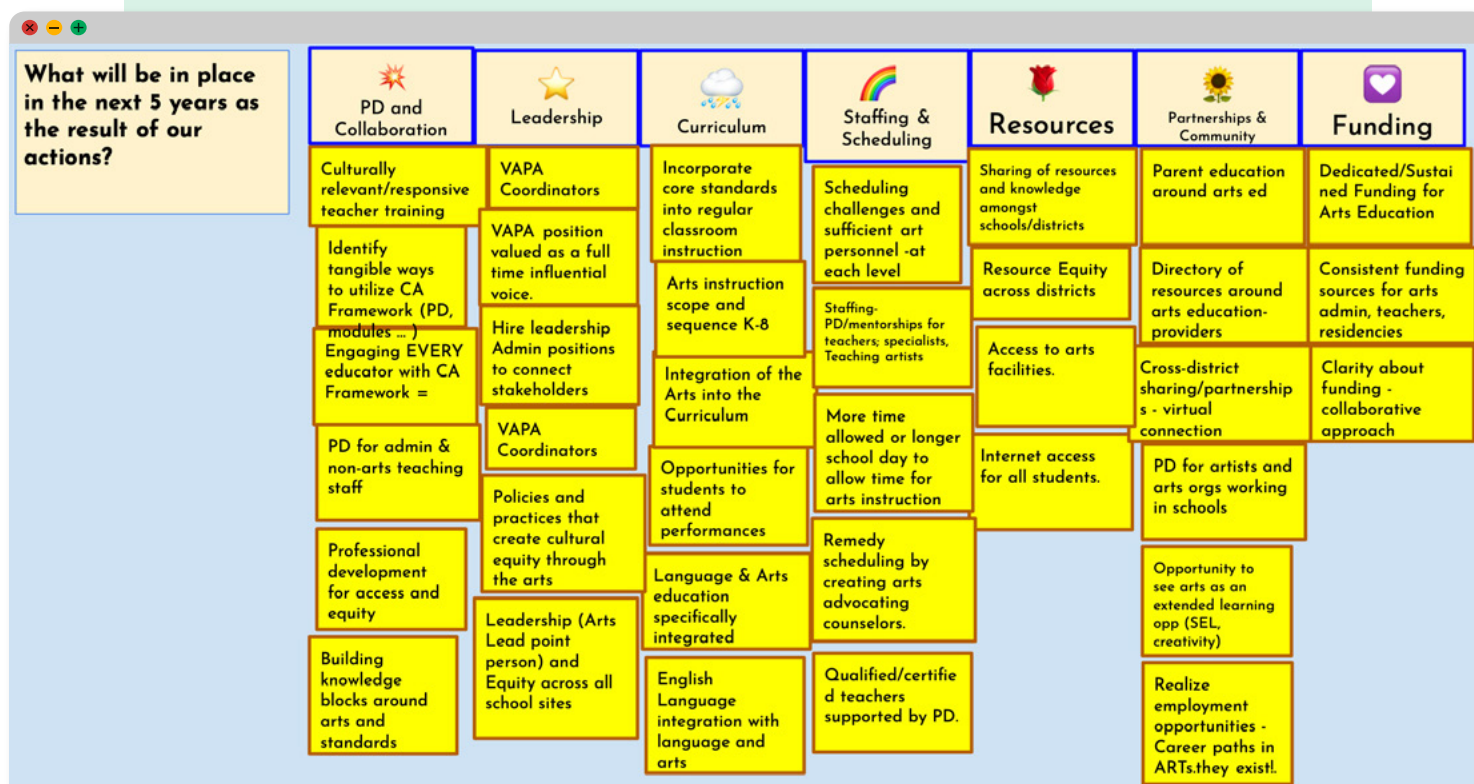 What will be in place
in the next 5 years as
the result of our
actions?
PD and
Collaboration
Culturally
relevant/responsive
teacher training
Identify
tangible ways
to utilize CA
Framework (PD,
modules ... )
Engaging EVERY
educator with CA
Framework =
PD for admin &
non-arts teaching
staff
Professional
development
for access and
equity
Building
knowledge
blocks around
arts and
standards
Leadership
VAPA
Coordinators
VAPA position
valued as a full
time influential
voice.
Hire leadership
Admin positions
to connect
stakeholders
VAPA
Coordinators
Policies and
practices that
create cultural
equity through
the arts
Leadership (Arts
Lead point
person) and
Equity across all
school sites
Curriculum
Incorporate
core standards
into regular
classroom
instruction
Arts instruction
scope and
sequence K-8
Integration of the
Arts into the
Curriculum
Opportunities for
students to
attend
performances
Language & Arts
education
specifically
integrated
English
Language
integration with
language and
arts
Staffing &
Scheduling
Scheduling
challenges and
sufficient art
personnel -at
each level
Staffing-
PD/mentorships for
teachers; specialists,
Teaching artists
More time
allowed or longer
school day to
allow time for
arts instruction
Remedy
scheduling by
creating arts
advocating
counselors.
Qualified/certifie
d teachers
supported by PD.
Resources
Sharing of resources
and knowledge
amongst
schools/districts
Resource Equity
across districts
Access to arts
facilities.
Internet access
for all students.
Partnerships &
Community
Parent education
around arts ed
Directory of
resources around
arts education-
providers
Cross-district
sharing/partnership
s - virtual
connection
PD for artists and
arts orgs working
in schools
Opportunity to
see arts as an
extended learning
opp (SEL,
creativity)
Realize
employment
opportunities -
Career paths in
ARTs.they exist!.
Funding
Dedicated/Sustai
ned Funding for
Arts Education
Consistent funding
sources for arts
admin, teachers,
residencies
Clarity about
funding -
collaborative
approach